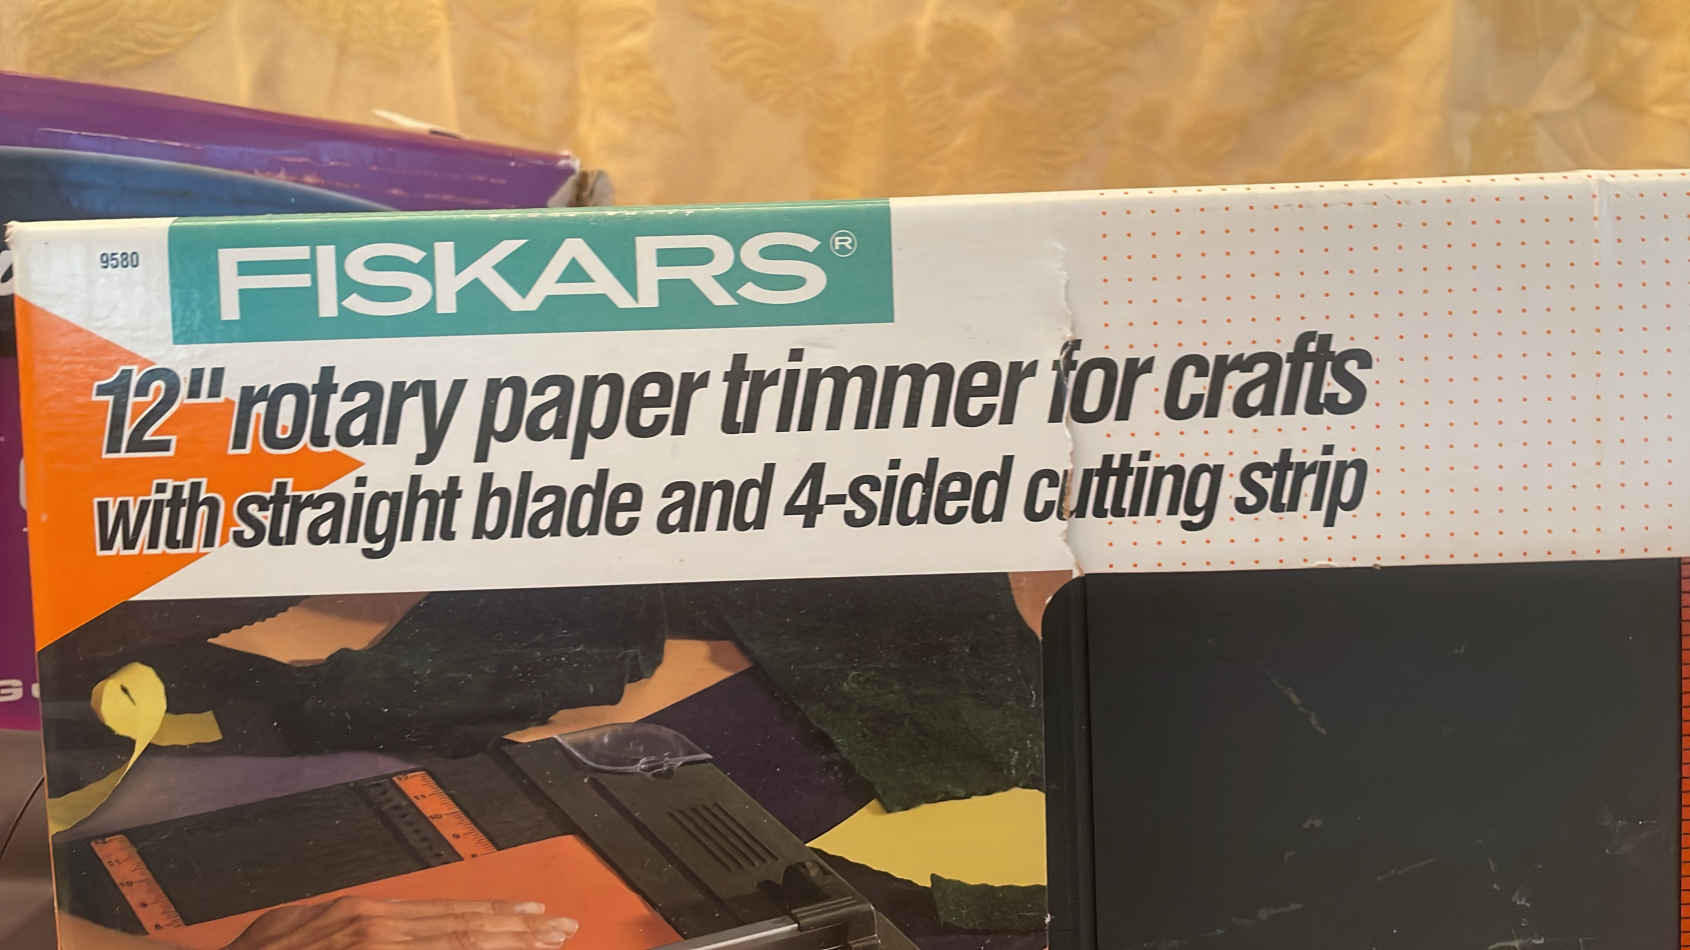 9580
FISKARS®
12" rotary paper trimmer for crafts
with straight blade and 4-sided cutting strip